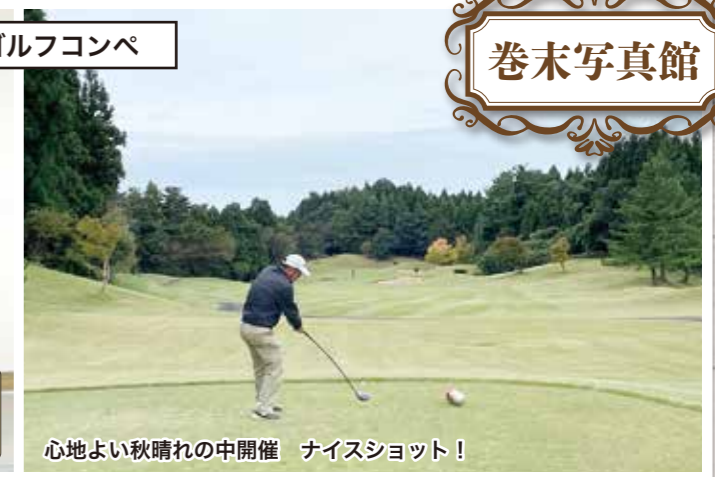 ゴルフコンペ
巻末写真館
心地よい秋晴れの中開催　ナイスショット！